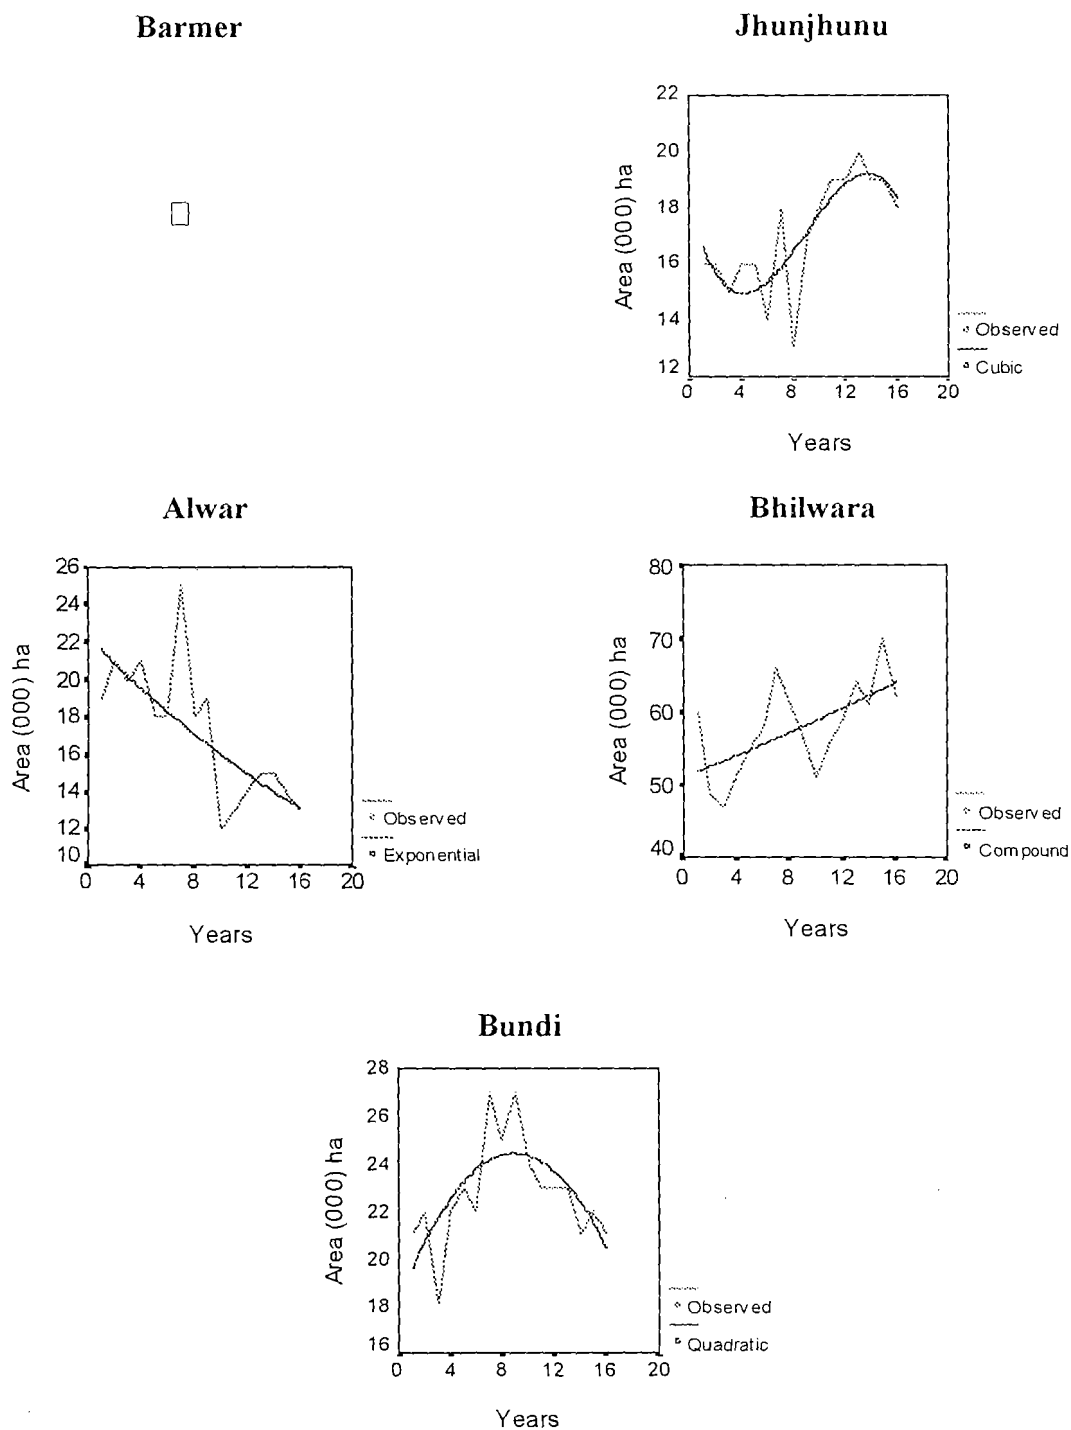 Barmer
Jhunjhunu
22
20
18
16
14
12
Area (000) ha
0 4 8 12 16 20
Years
Observed
Cubic
Alwar
26
24
22
20
18
16
14
12
10
Area (000) ha
0 4 8 12 16 20
Years
Observed
Exponential
Bhilwara
80
70
60
50
40
Area (000) ha
0 4 8 12 16 20
Years
Observed
Compound
Bundi
28
26
24
22
20
18
16
Area (000) ha
0 4 8 12 16 20
Years
Observed
Quadratic